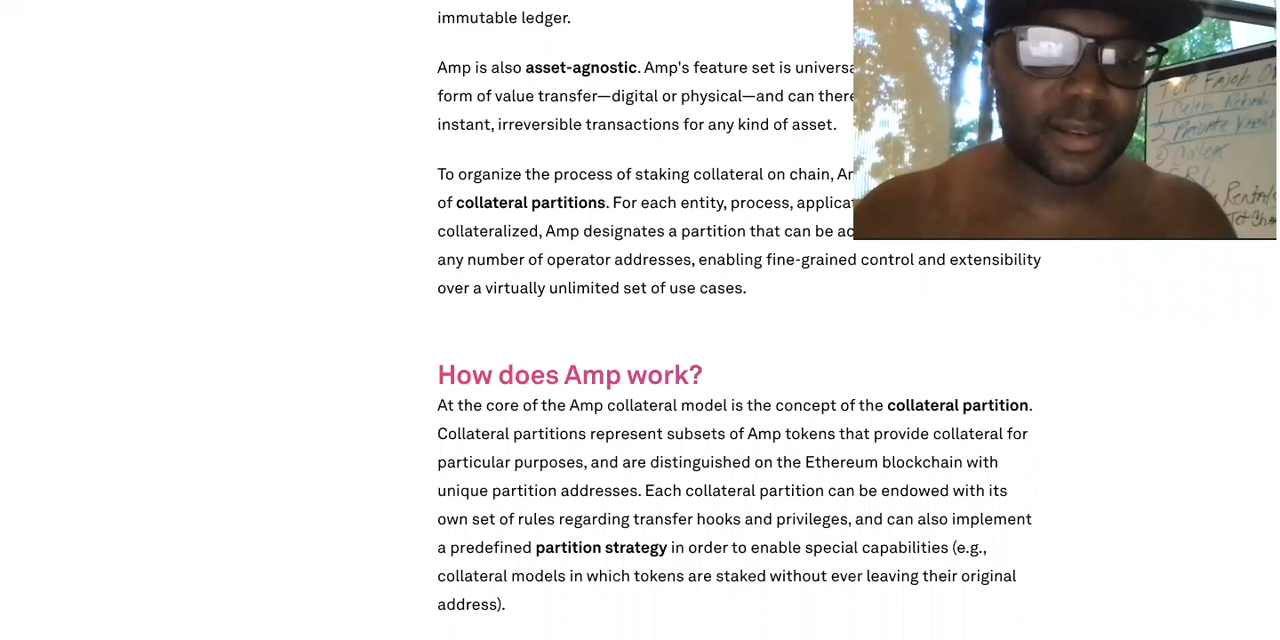 immutable ledger.
Amp is also asset-agnostic. Amp's feature set is
form of value transfer—digital or physical—and can
instant, irreversible transactions for any kind of asset.
To organize the process of staking collateral on chain,
of collateral partitions. For each entity, process,
collateralized, Amp designates a partition that can be
any number of operator addresses, enabling fine-grained control and extensibility
over a virtually unlimited set of use cases.
How does Amp work?
At the core of the Amp collateral model is the concept of the collateral partition.
Collateral partitions represent subsets of Amp tokens that provide collateral for
particular purposes, and are distinguished on the Ethereum blockchain with
unique partition addresses. Each collateral partition can be endowed with its
own set of rules regarding transfer hooks and privileges, and can also implement
a predefined partition strategy in order to enable special capabilities (e.g.,
collateral models in which tokens are staked without ever leaving their original
address).
Rentals